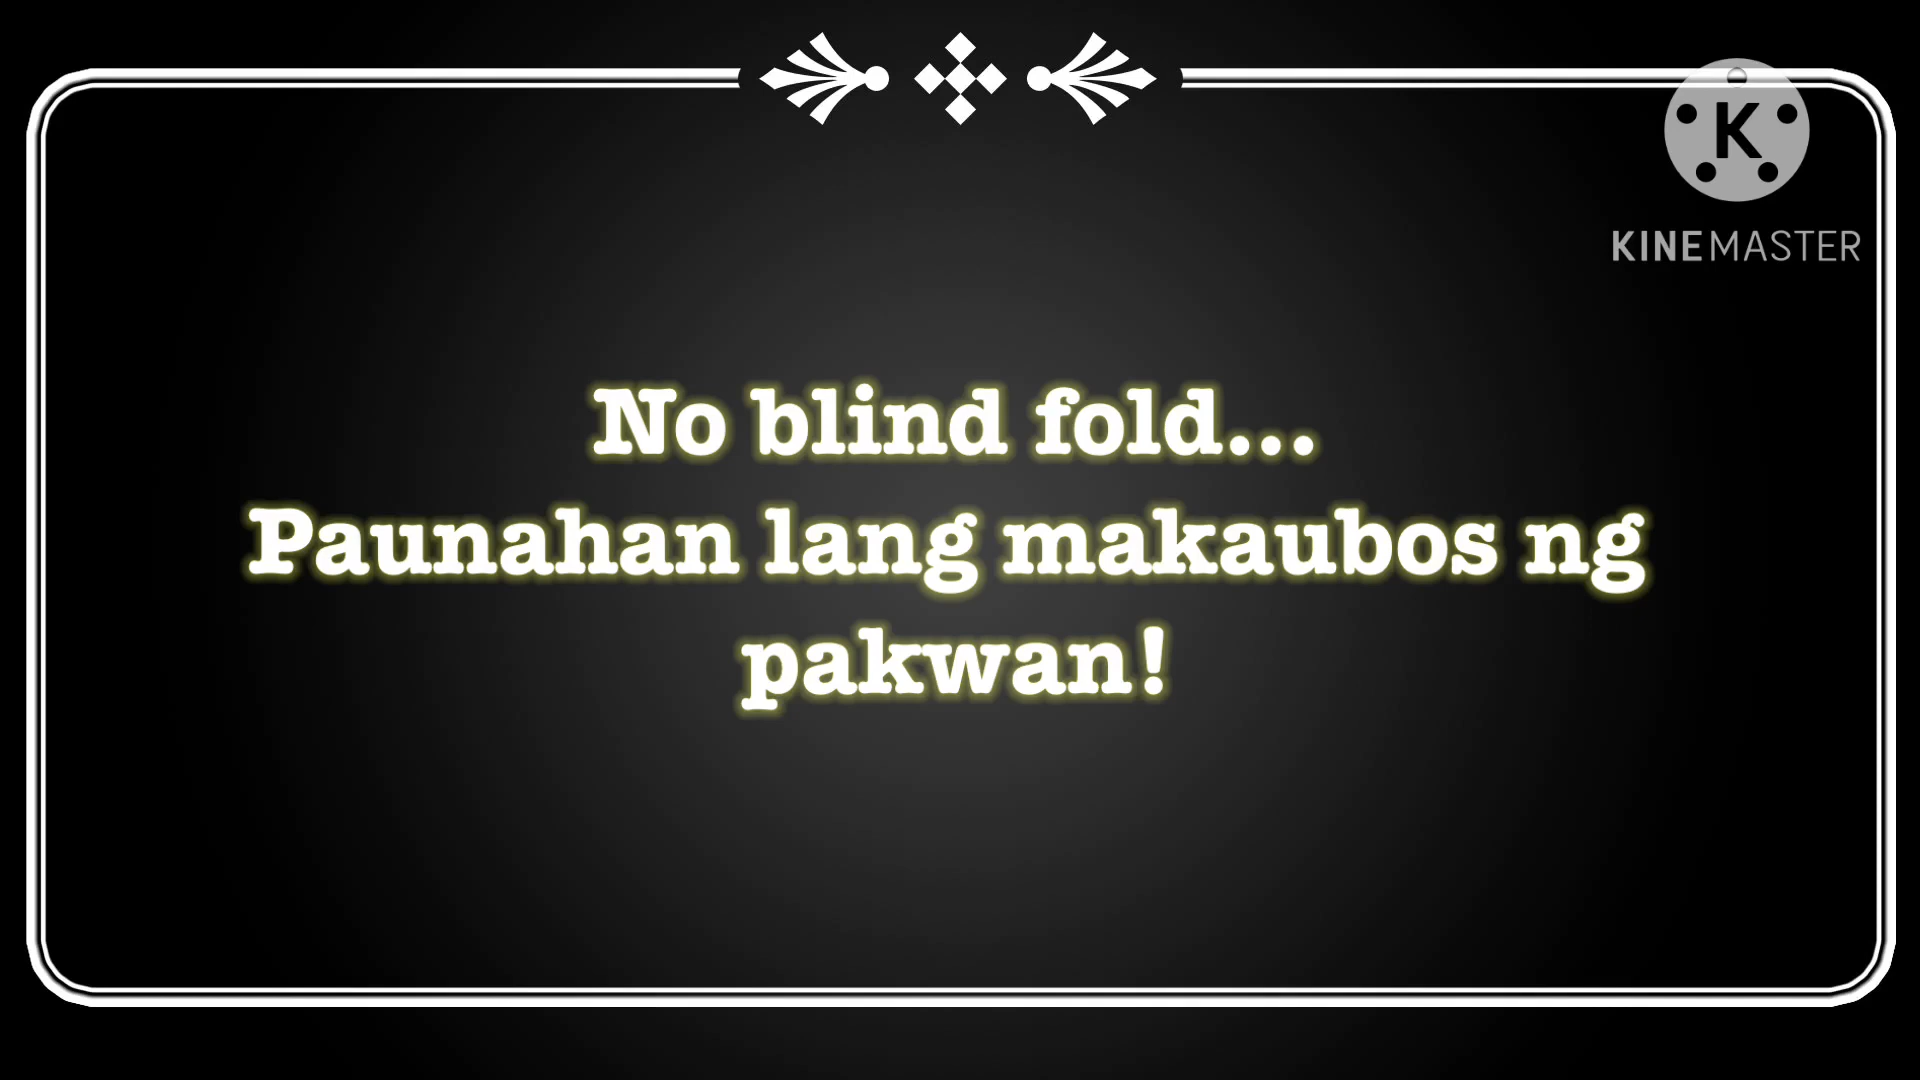 K
KINEMASTER
No blind fold...
Paunahan lang makaubos ng
pakwan!